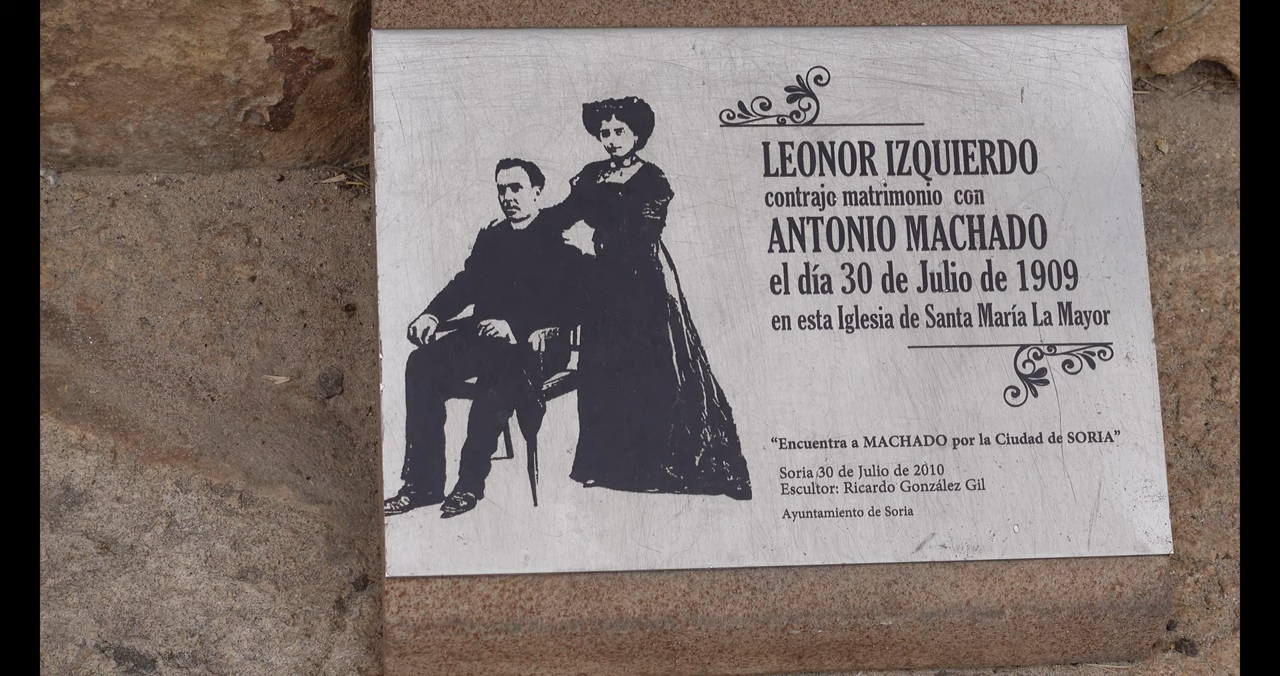 LEONOR IZQUIERDO
contrajo matrimonio con
ANTONIO MACHADO
el día 30 de Julio de 1909
en esta Iglesia de Santa María La Mayor
“Encuentra a MACHADO por la Ciudad de SORIA”
Soria 30 de Julio de 2010
Escultor: Ricardo González Gil
Ayuntamiento de Soria